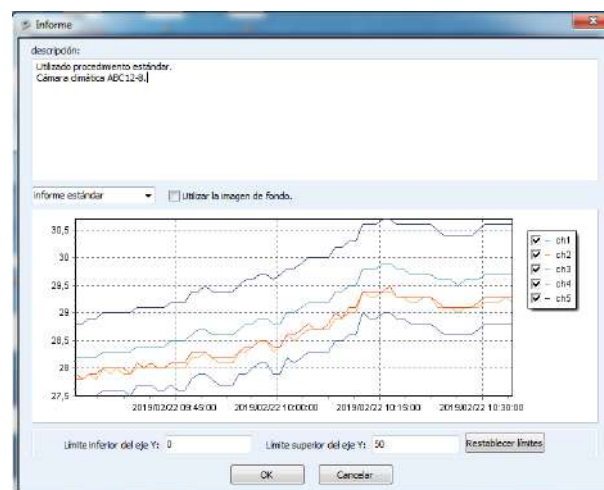 Informe
descripción:
Utilizado procedimiento estándar.
Cámara climática ABC12-8.
informe estándar
Utilizar la imagen de fondo.
30,5
30
29,5
29
28,5
28
27,5
2019/02/22 09:45:00
2019/02/22 10:00:00
2019/02/22 10:15:00
2019/02/22 10:30:00
ch1
ch2
ch3
ch4
ch5
Límite inferior del eje Y: 0
Límite superior del eje Y: 50
Restablecer límites
OK
Cancelar